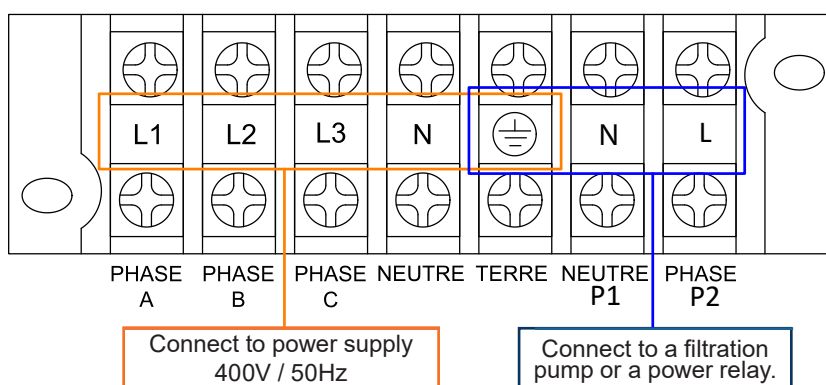 L1 L2 L3 N N L
PHASE PHASE PHASE NEUTRE TERRE NEUTRE PHASE
A B C P1 P2
Connect to power supply
400V / 50Hz
Connect to a filtration
pump or a power relay.